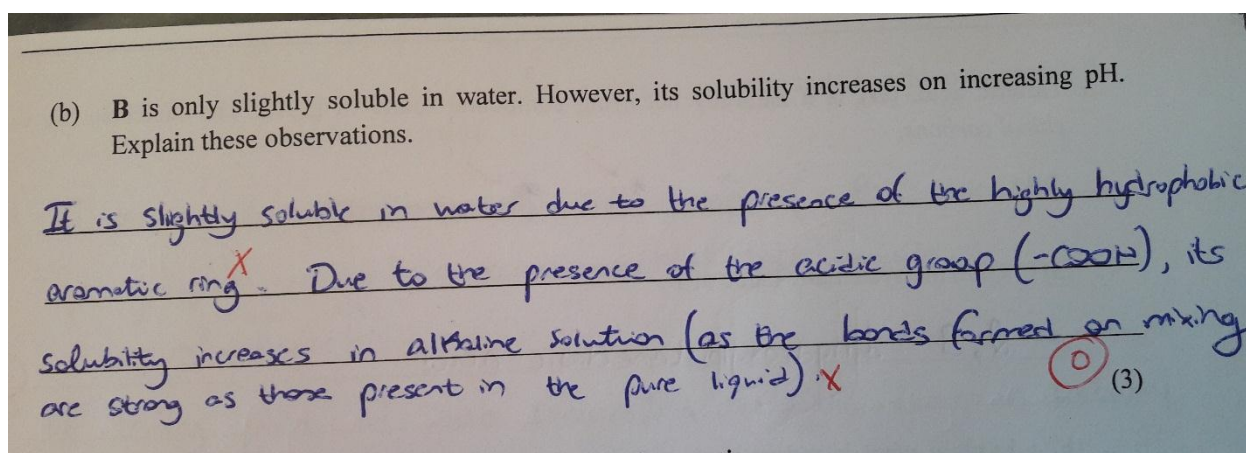 (b) B is only slightly soluble in water. However, its solubility increases on increasing pH.
Explain these observations.
It is slightly soluble in water due to the presence of the highly hydrophobic
aromatic ring X. Due to the presence of the acidic group (-COOH), its
solubility increases in alkaline solution (as the bonds formed on mixing
are strong as those present in the pure liquid). X
0
(3)